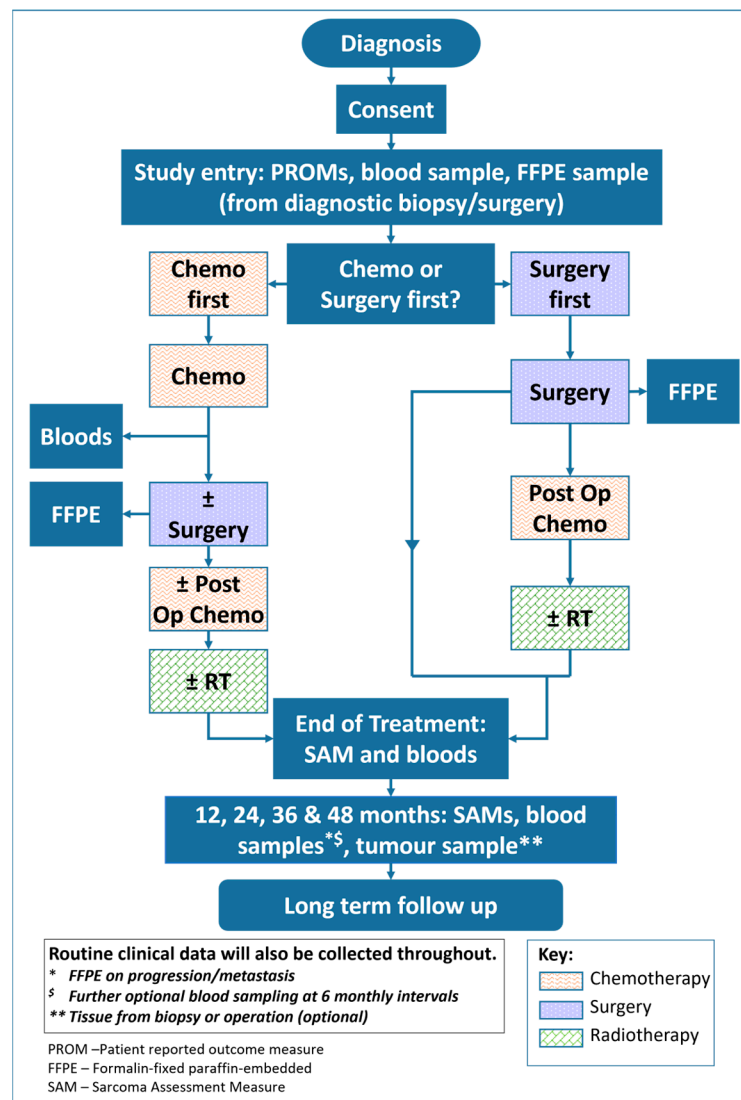 Diagnosis
Consent
Study entry: PROMs, blood sample, FFPE sample
(from diagnostic biopsy/surgery)
Chemo
first
Chemo or
Surgery first?
Surgery
first
Chemo
Surgery
FFPE
Bloods
FFPE
±
Surgery
Post Op
Chemo
± Post
Op Chemo
± RT
± RT
End of Treatment:
SAM and bloods
12, 24, 36 & 48 months: SAMs, blood
samples*$, tumour sample**
Long term follow up
Routine clinical data will also be collected throughout.
* FFPE on progression/metastasis
$ Further optional blood sampling at 6 monthly intervals
** Tissue from biopsy or operation (optional)
Key:
Chemotherapy
Surgery
Radiotherapy
PROM –Patient reported outcome measure
FFPE – Formalin-fixed paraffin-embedded
SAM – Sarcoma Assessment Measure